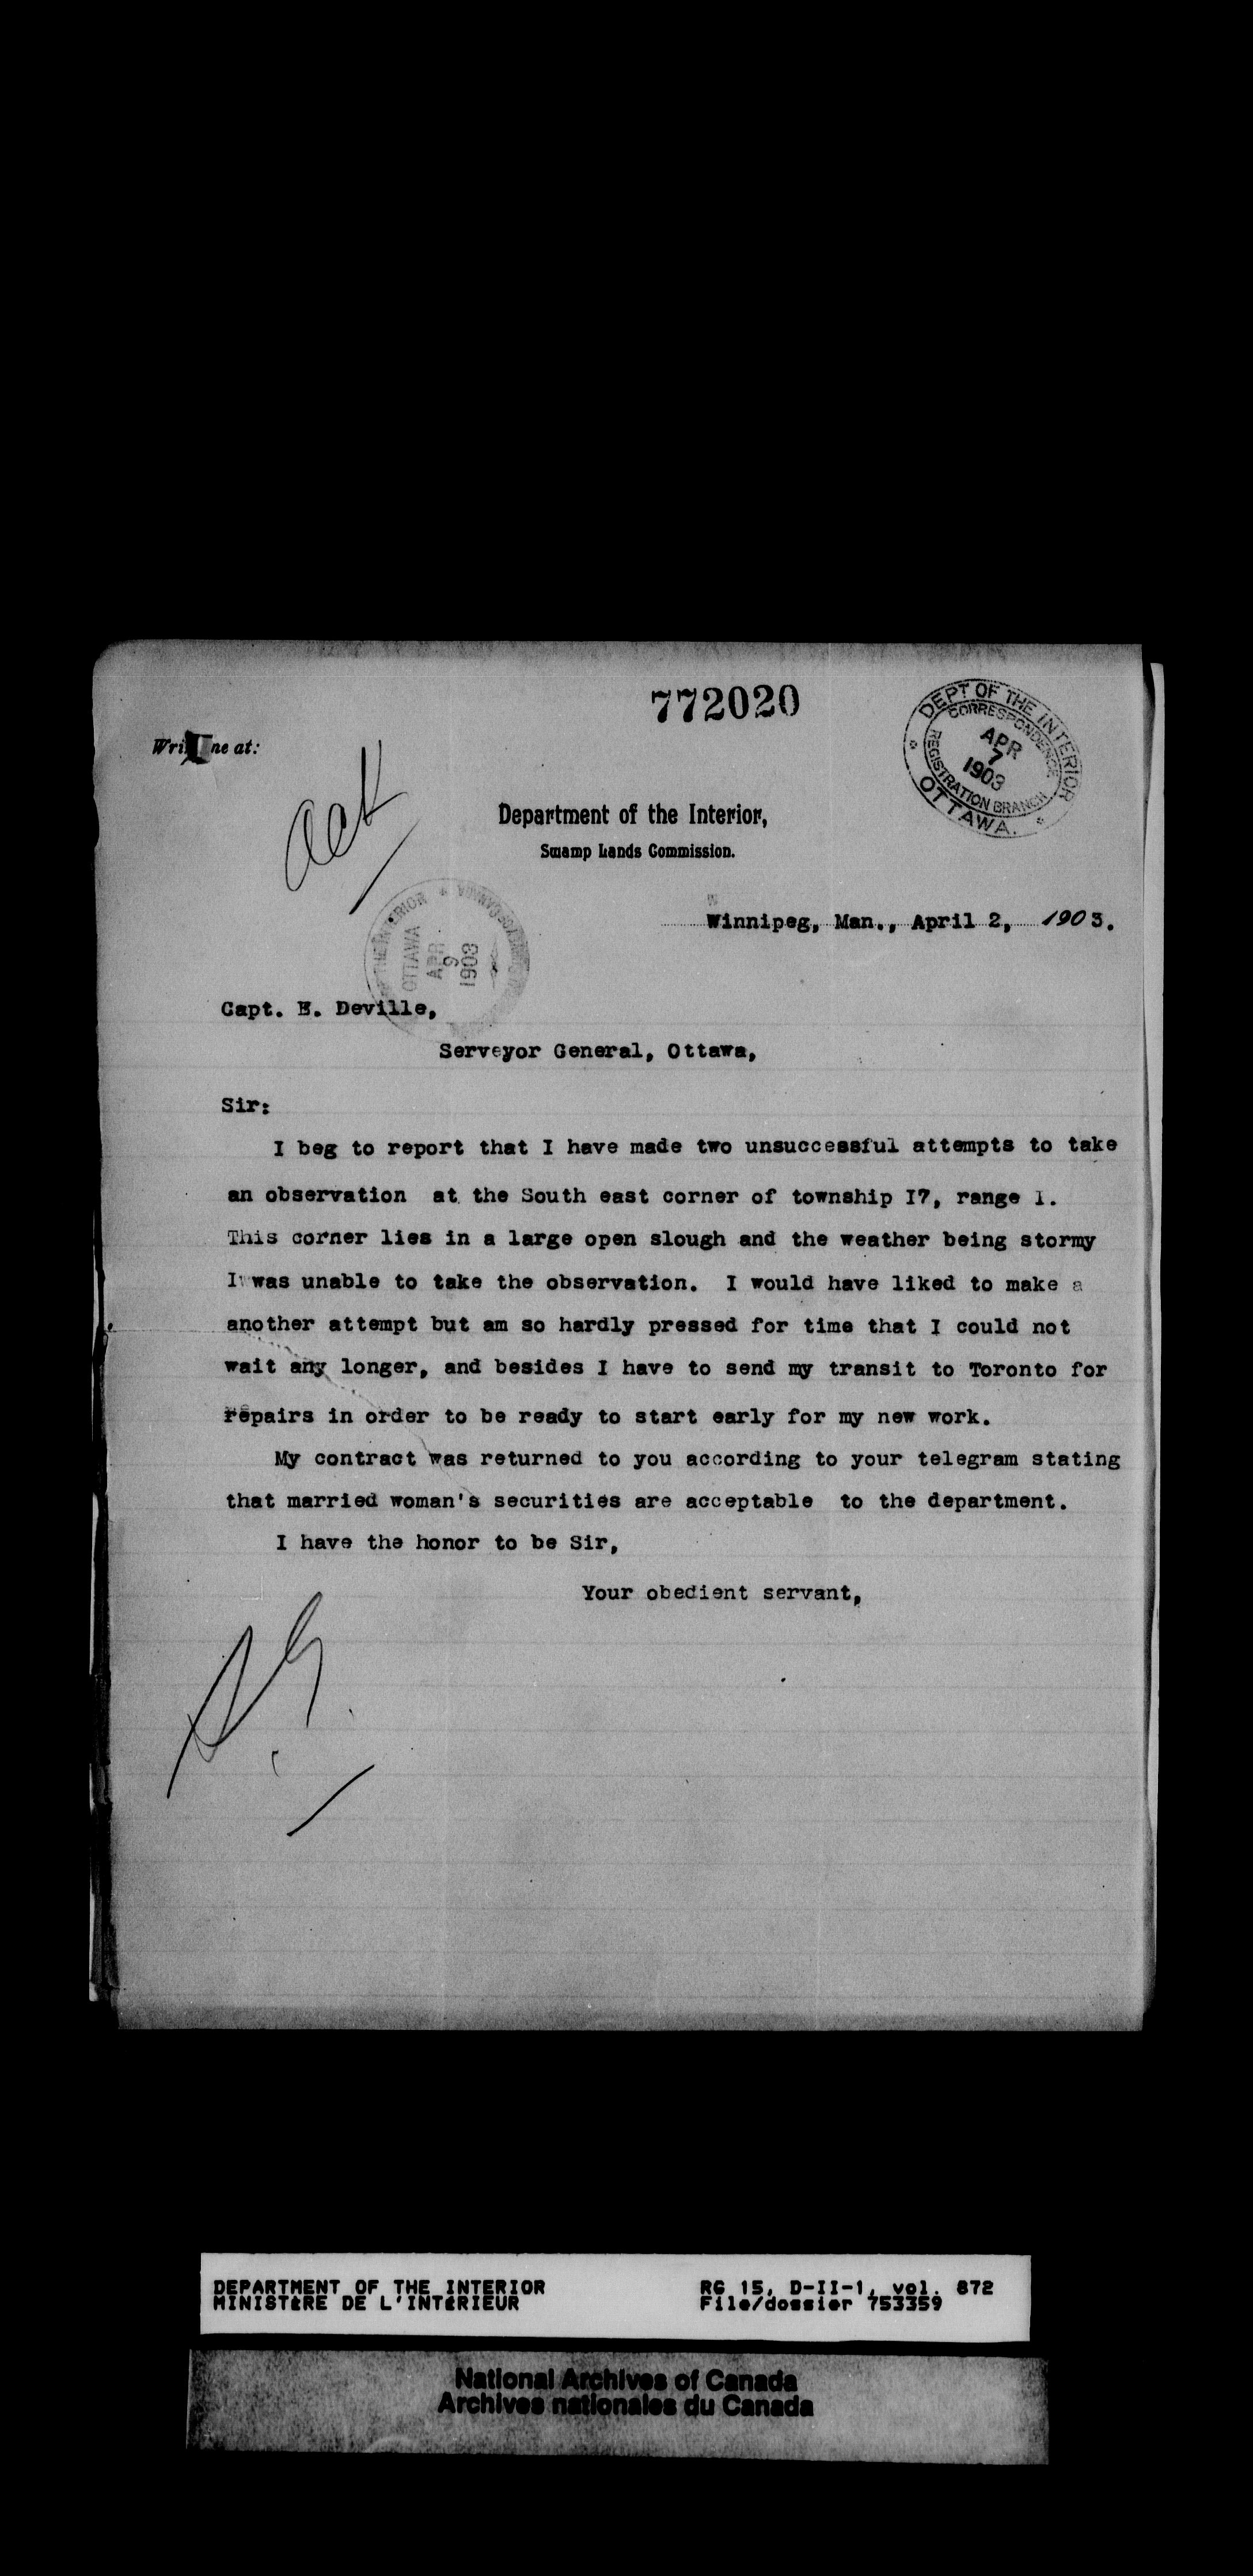 772020
DEPT OF THE INTERIOR
CORRESPONDENCE
APR
7
1903
REGISTRATION BRANCH
OTTAWA.
ne at:
Ack
Department of the Interior,
Swamp Lands Commission.
Winnipeg, Man., April 2, 1903.
THE INTERIOR
OTTAWA
APR
9
1903
Capt. E. Deville,
Serveyor General, Ottawa,
Sir:
I beg to report that I have made two unsuccessful attempts to take
an observation at the South east corner of township I7, range 1.
This corner lies in a large open slough and the weather being stormy
I was unable to take the observation. I would have liked to make a
another attempt but am so hardly pressed for time that I could not
wait any longer, and besides I have to send my transit to Toronto for
repairs in order to be ready to start early for my new work.
My contract was returned to you according to your telegram stating
that married woman's securities are acceptable to the department.
I have the honor to be Sir,
Your obedient servant,
DEPARTMENT OF THE INTERIOR
MINISTÈRE DE L'INTÉRIEUR
RG 15, D-II-1, vol. 872
File/dossier 753359
National Archives of Canada
Archives nationales du Canada